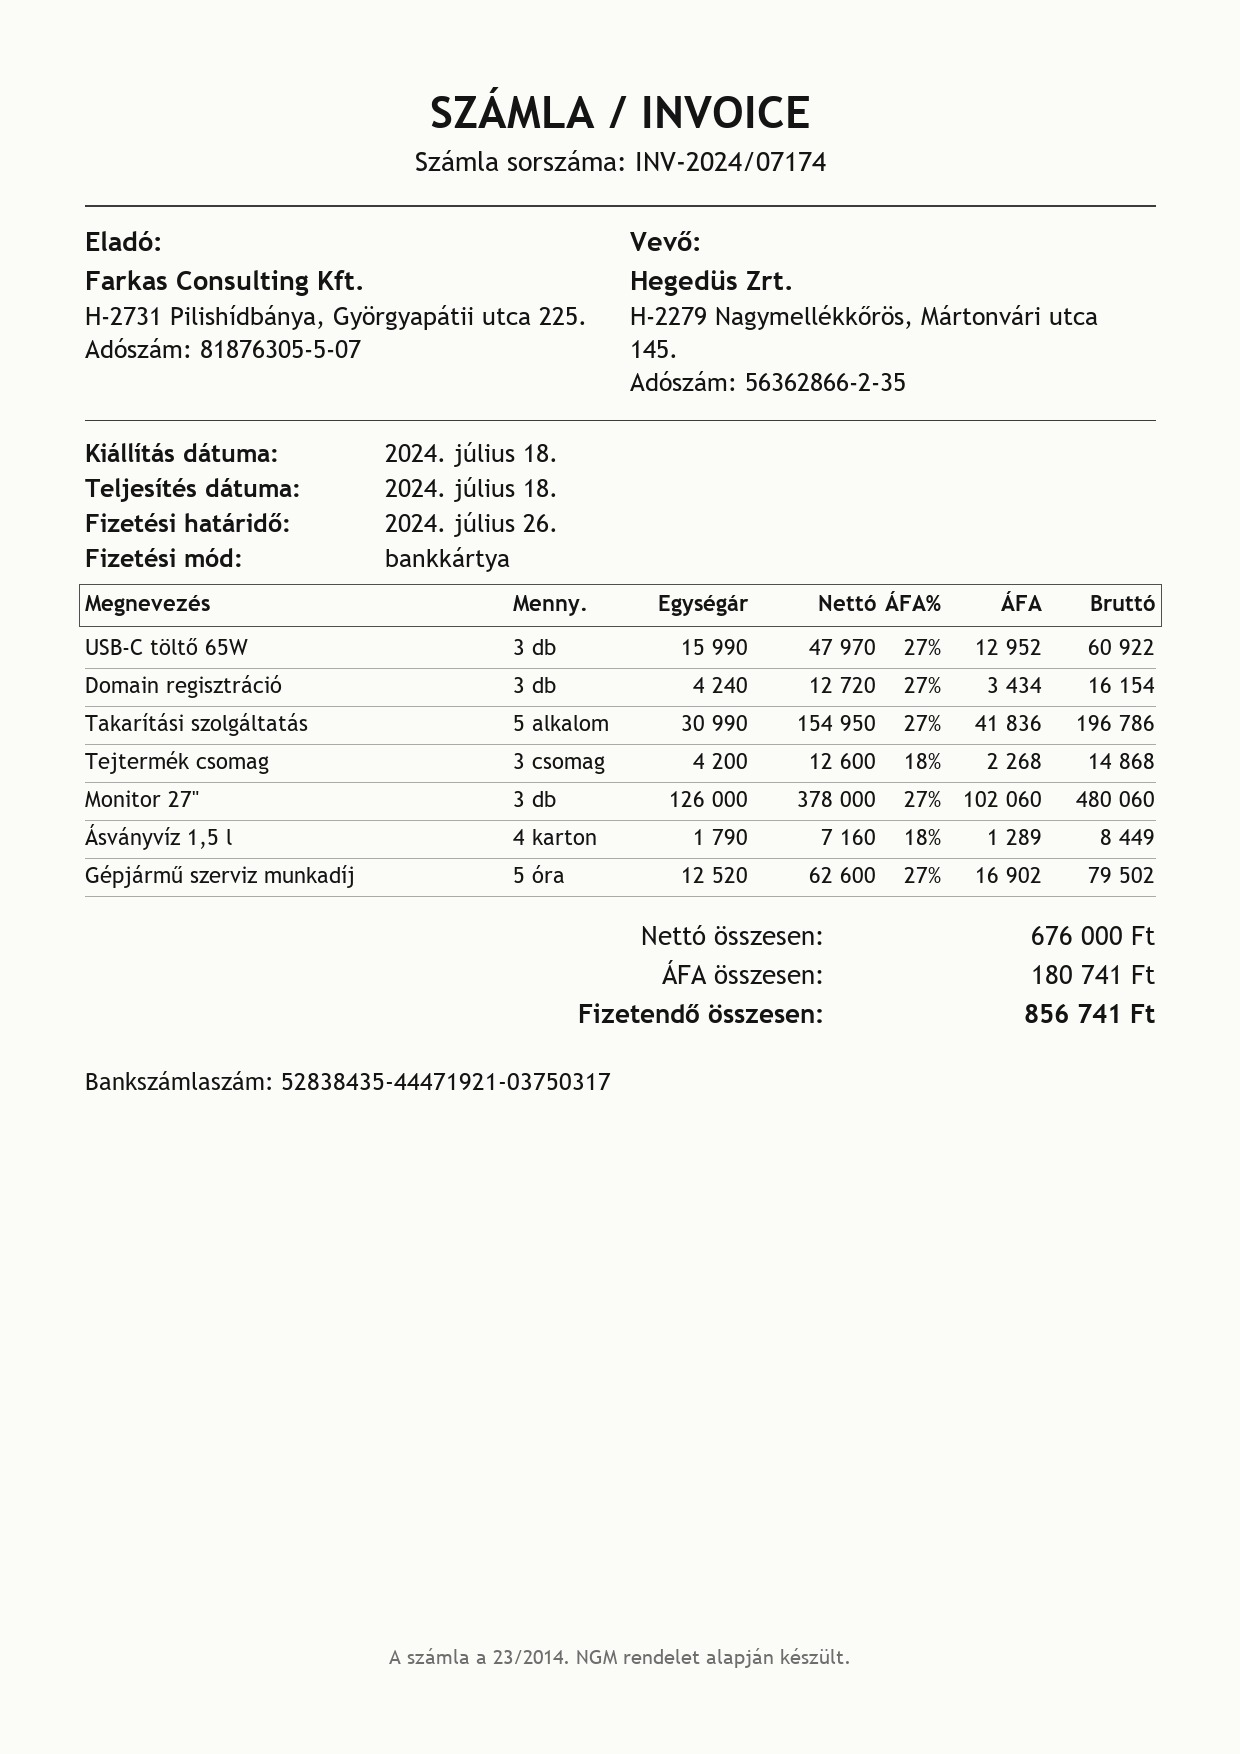 SZÁMLA / INVOICE
Számla sorszáma: INV-2024/07174
Eladó:
Farkas Consulting Kft.
H-2731 Pilishídbánya, Györgyapátii utca 225.
Adószám: 81876305-5-07
Vevő:
Hegedüs Zrt.
H-2279 Nagymellékkőrös, Mártonvári utca
145.
Adószám: 56362866-2-35
Kiállítás dátuma: 2024. július 18.
Teljesítés dátuma: 2024. július 18.
Fizetési határidő: 2024. július 26.
Fizetési mód: bankkártya
Megnevezés Menny. Egységár Nettó ÁFA% ÁFA Bruttó
USB-C töltő 65W 3 db 15 990 47 970 27% 12 952 60 922
Domain regisztráció 3 db 4 240 12 720 27% 3 434 16 154
Takarítási szolgáltatás 5 alkalom 30 990 154 950 27% 41 836 196 786
Tejtermék csomag 3 csomag 4 200 12 600 18% 2 268 14 868
Monitor 27" 3 db 126 000 378 000 27% 102 060 480 060
Ásványvíz 1,5 l 4 karton 1 790 7 160 18% 1 289 8 449
Gépjármű szerviz munkadíj 5 óra 12 520 62 600 27% 16 902 79 502
Nettó összesen: 676 000 Ft
ÁFA összesen: 180 741 Ft
Fizetendő összesen: 856 741 Ft
Bankszámlaszám: 52838435-44471921-03750317
A számla a 23/2014. NGM rendelet alapján készült.